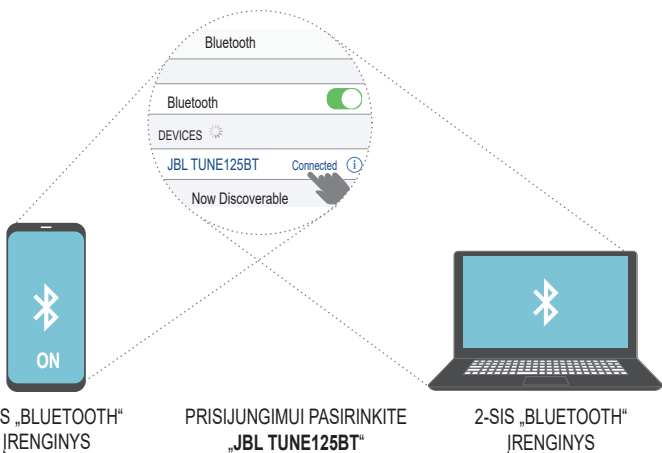 Bluetooth
Bluetooth
DEVICES
JBL TUNE125BT Connected i
Now Discoverable
ON
S „BLUETOOTH“
ĮRENGINYS
PRISIJUNGIMUI PASIRINKITE
„JBL TUNE125BT“
2-SIS „BLUETOOTH“
ĮRENGINYS